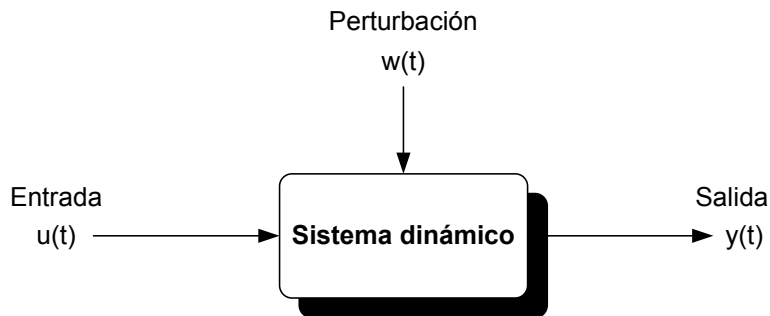 Perturbación
w(t)
Entrada
u(t)
Sistema dinámico
Salida
y(t)